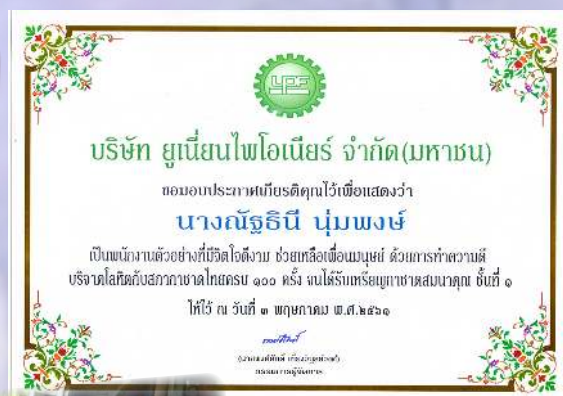 YPC
บริษัท ยูเนี่ยนไพโอเนียร์ จำกัด(มหาชน)
ขอมอบประกาศเกียรติคุณไว้เพื่อแสดงว่า
นางณัฐธินี นุ่มพงษ์
เป็นพนักงานตัวอย่างที่มีจิตใจดีงาม ช่วยเหลือเพื่อนมนุษย์ ด้วยการทำความดี
บริจาคโลหิตกับสภากาชาดไทยครบ ๑๐๐ ครั้ง จนได้รับเหรียญกาชาดสมนาคุณ ชั้นที่ ๑
ให้ไว้ ณ วันที่ ๓ พฤษภาคม พ.ศ.๒๕๖๑
กรรมการผู้จัดการ